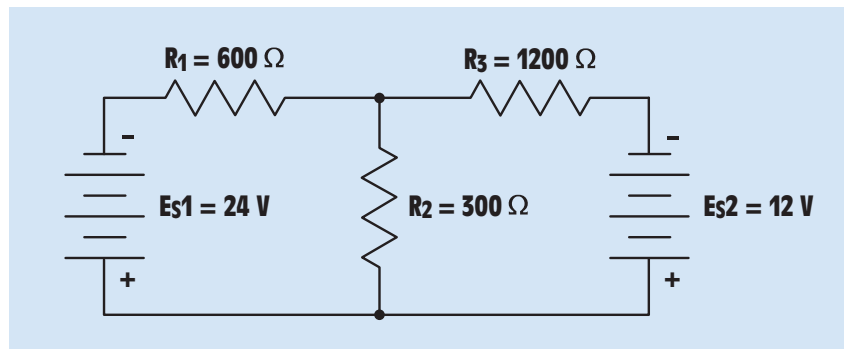 R1 = 600 Ω
R3 = 1200 Ω
-
-
ES1 = 24 V
R2 = 300 Ω
ES2 = 12 V
+
+